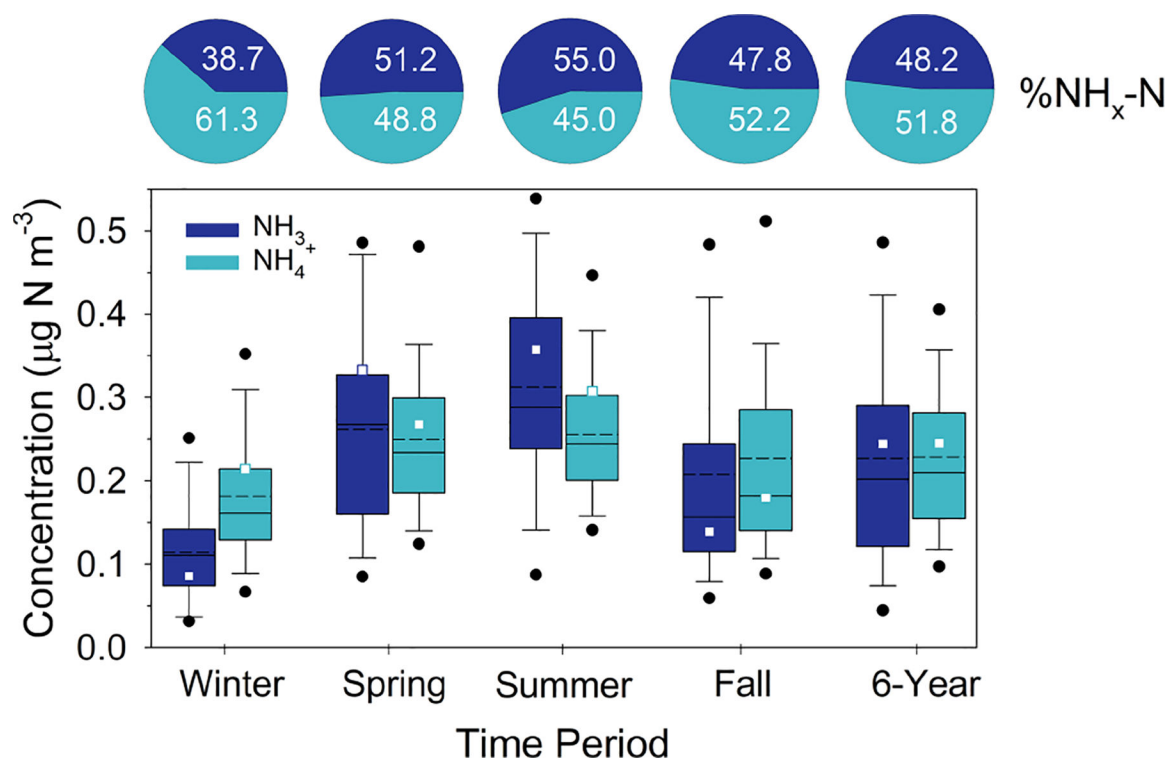 38.7 51.2 55.0 47.8 48.2
61.3 48.8 45.0 52.2 51.8
%NHₓ-N
Concentration (μg N m⁻³)
0.5
0.4
0.3
0.2
0.1
0.0
NH₃
NH₄⁺
Winter Spring Summer Fall 6-Year
Time Period